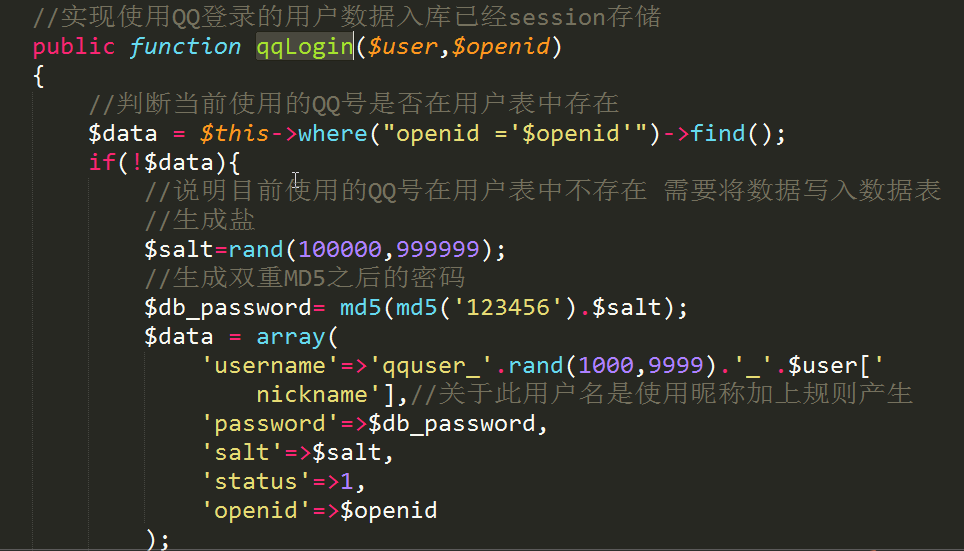 //实现使用QQ登录的用户数据入库已经session存储
public function qqLogin($user,$openid)
{
//判断当前使用的QQ号是否在用户表中存在
$data = $this->where("openid ='$openid'")->find();
if(!$data){
//说明目前使用的QQ号在用户表中不存在 需要将数据写入数据表
//生成盐
$salt=rand(100000,999999);
//生成双重MD5之后的密码
$db_password= md5(md5('123456').$salt);
$data = array(
'username'=>'qquser_'.rand(1000,9999).'_'.$user['
nickname'],//关于此用户名是使用昵称加上规则产生
'password'=>$db_password,
'salt'=>$salt,
'status'=>1,
'openid'=>$openid
);